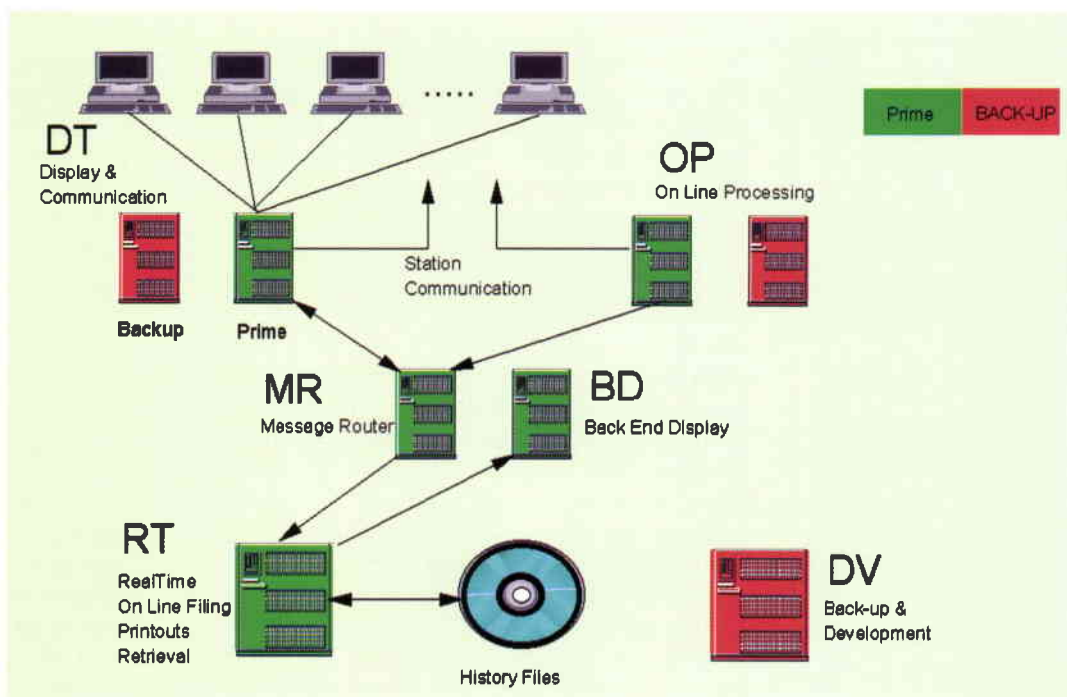 .....
Prime
BACK-UP
DT
Display &
Communication
OP
On Line Processing
Station
Communication
Backup
Prime
MR
Message Router
BD
Back End Display
RT
RealTime
On Line Filing
Printouts
Retrieval
History Files
DV
Back-up &
Development